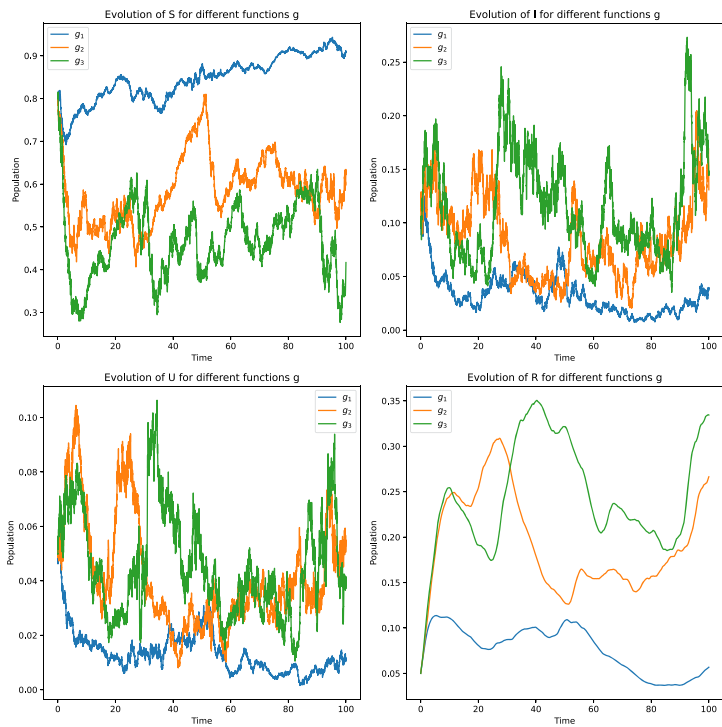 Evolution of S for different functions g
g1
g2
g3
0.9
0.8
0.7
0.6
0.5
0.4
0.3
Population
0 20 40 60 80 100
Time
Evolution of I for different functions g
g1
g2
g3
0.25
0.20
0.15
0.10
0.05
0.00
Population
0 20 40 60 80 100
Time
Evolution of U for different functions g
g1
g2
g3
0.10
0.08
0.06
0.04
0.02
0.00
Population
0 20 40 60 80 100
Time
Evolution of R for different functions g
g1
g2
g3
0,35
0,30
0,25
0,20
0,15
0,10
0,05
Population
0 20 40 60 80 100
Time